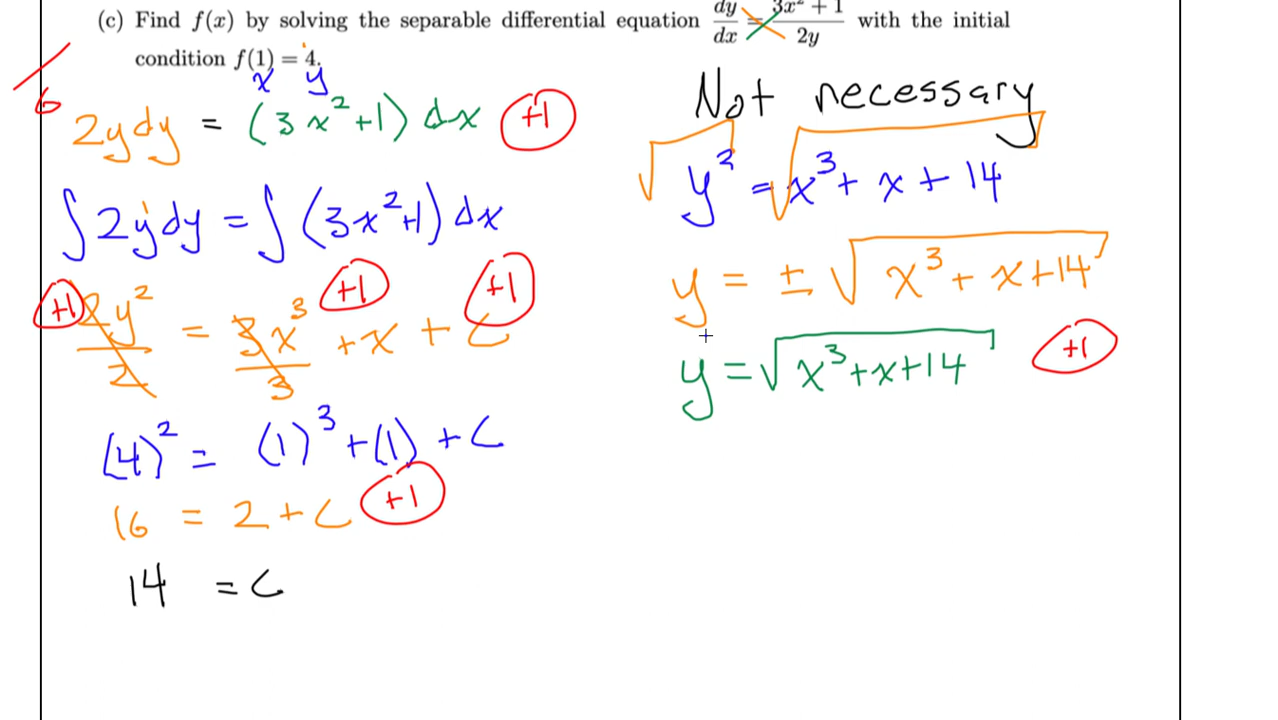 (c) Find f(x) by solving the separable differential equation dy/dx = 3x² + 1/2y with the initial
condition f(1) = 4.
x y
/6
2ydy = (3x²+1) dx +1
∫2ydy = ∫(3x²+1) dx
+1 2y²/2 = 3x³/3 +1 + x + C +1
(4)² = (1)³ + (1) + C
16 = 2 + C +1
14 = C
Not necessary
√y² = √x³ + x + 14
y = ± √x³ + x + 14
y = √x³ + x + 14 +1